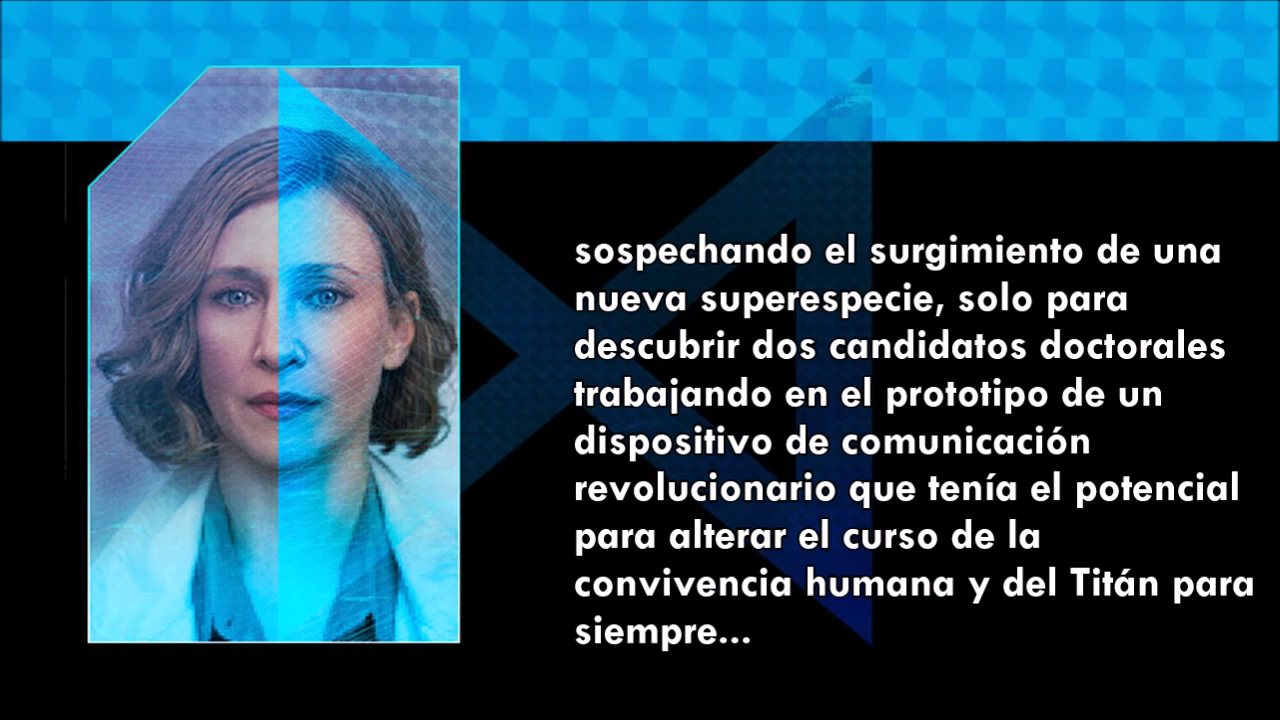 sospechando el surgimiento de una
nueva superespecie, solo para
descubrir dos candidatos doctorales
trabajando en el prototipo de un
dispositivo de comunicación
revolucionario que tenía el potencial
para alterar el curso de la
convivencia humana y del Titán para
siempre...